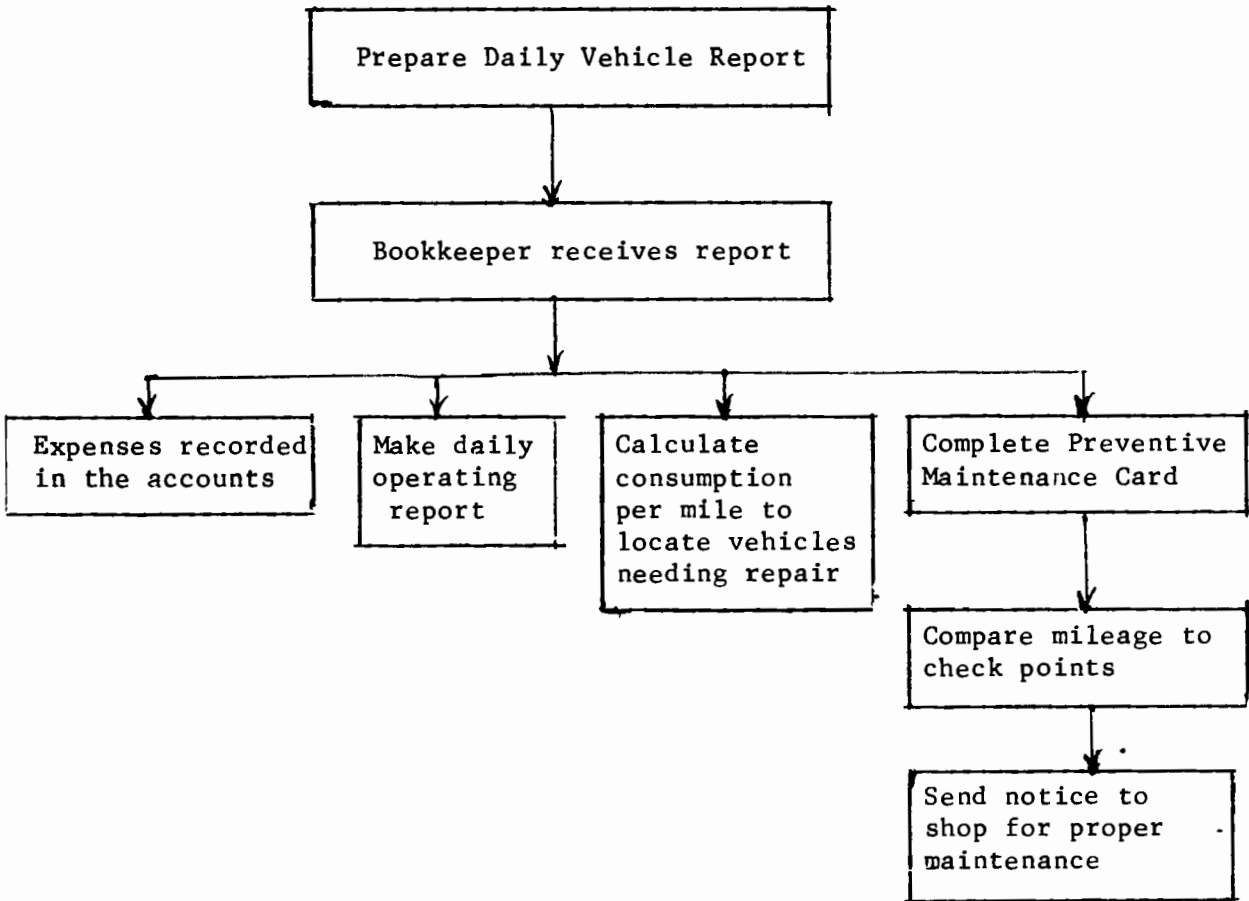 Prepare Daily Vehicle Report
Bookkeeper receives report
Expenses recorded
in the accounts
Make daily
operating
report
Calculate
consumption
per mile to
locate vehicles
needing repair
Complete Preventive
Maintenance Card
Compare mileage to
check points
Send notice to
shop for proper
maintenance